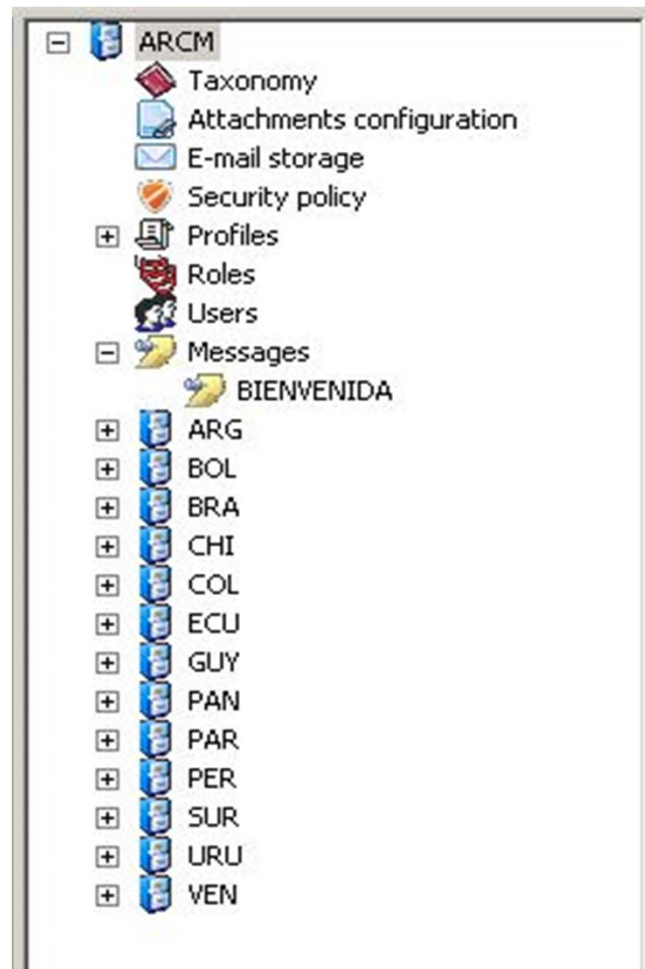 ARCM
Taxonomy
Attachments configuration
E-mail storage
Security policy
Profiles
Roles
Users
Messages
BIENVENIDA
ARG
BOL
BRA
CHI
COL
ECU
GUY
PAN
PAR
PER
SUR
URU
VEN